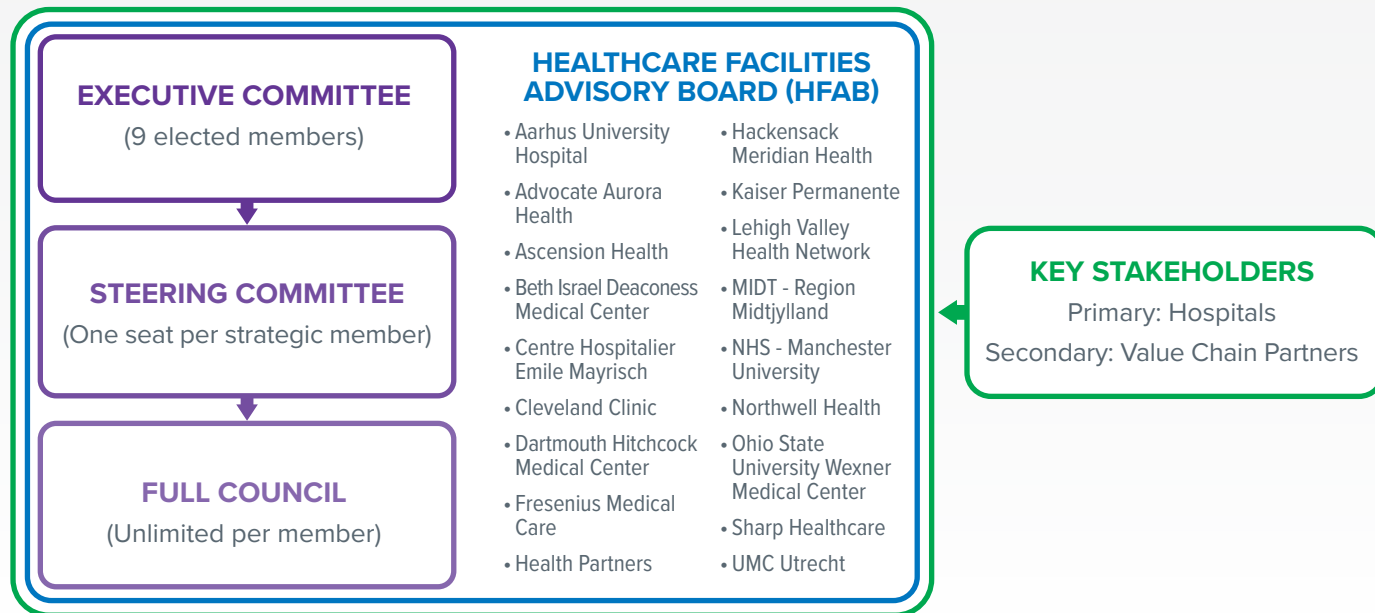 EXECUTIVE COMMITTEE
(9 elected members)
STEERING COMMITTEE
(One seat per strategic member)
FULL COUNCIL
(Unlimited per member)
HEALTHCARE FACILITIES
ADVISORY BOARD (HFAB)
• Aarhus University
Hospital
• Advocate Aurora
Health
• Ascension Health
• Beth Israel Deaconess
Medical Center
• Centre Hospitalier
Emile Mayrisch
• Cleveland Clinic
• Dartmouth Hitchcock
Medical Center
• Fresenius Medical
Care
• Health Partners
• Hackensack
Meridian Health
• Kaiser Permanente
• Lehigh Valley
Health Network
• MIDT - Region
Midtjylland
• NHS - Manchester
University
• Northwell Health
• Ohio State
University Wexner
Medical Center
• Sharp Healthcare
• UMC Utrecht
KEY STAKEHOLDERS
Primary: Hospitals
Secondary: Value Chain Partners